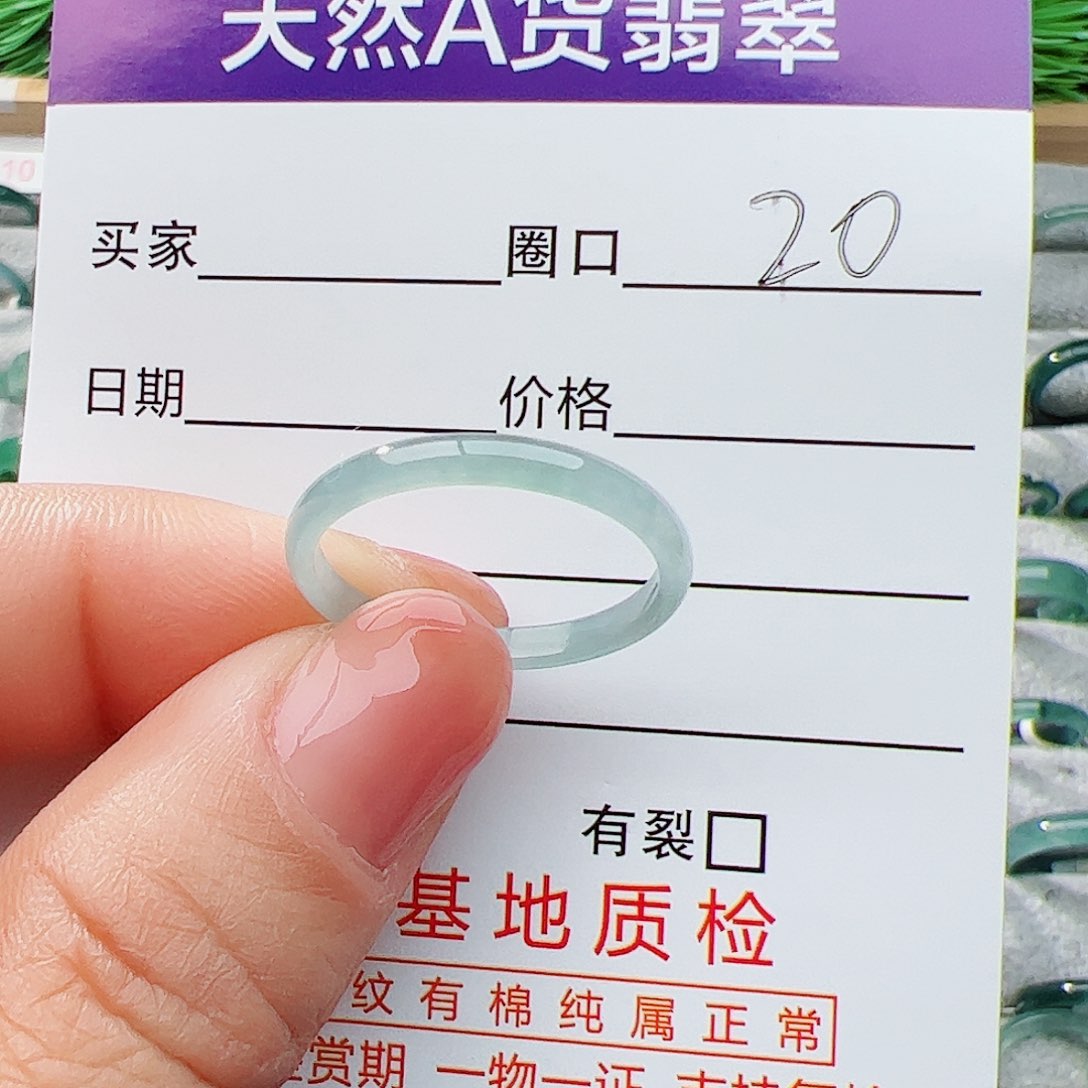 天然A货翡翠
10
买家 圈口 20
日期 价格
有裂
基地质检
纹有棉纯属正常
赏期 一物一证